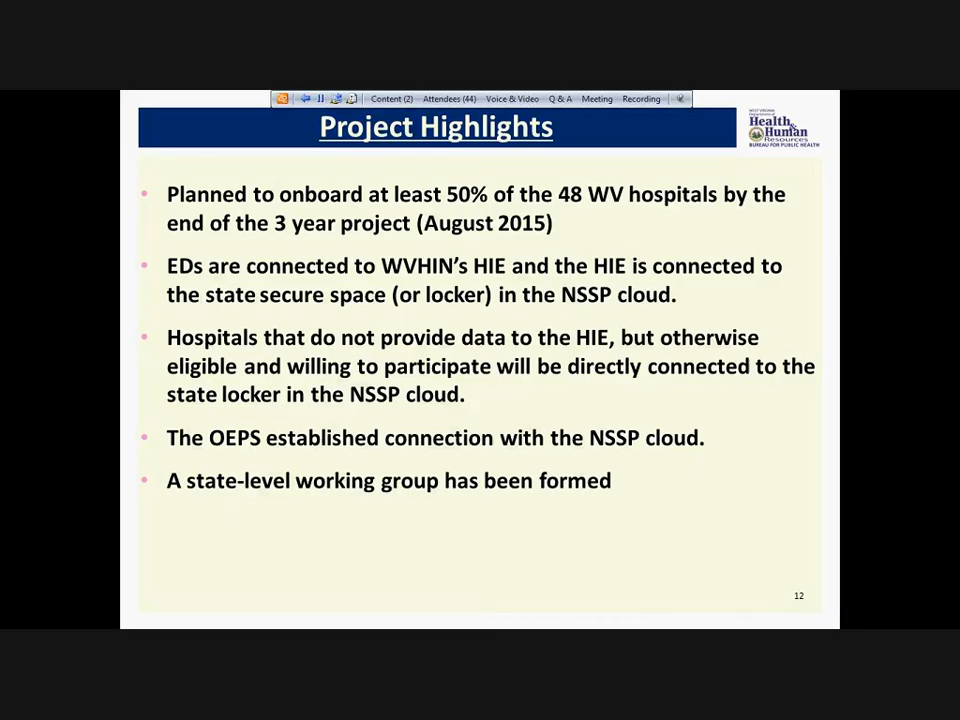 Content (2) Attendees (44) Voice & Video Q & A Meeting Recording
Project Highlights
WEST VIRGINIA
Department of
Health &
Human
Resources
BUREAU FOR PUBLIC HEALTH
• Planned to onboard at least 50% of the 48 WV hospitals by the
end of the 3 year project (August 2015)
• EDs are connected to WVHIN's HIE and the HIE is connected to
the state secure space (or locker) in the NSSP cloud.
• Hospitals that do not provide data to the HIE, but otherwise
eligible and willing to participate will be directly connected to the
state locker in the NSSP cloud.
• The OEPS established connection with the NSSP cloud.
• A state-level working group has been formed
12